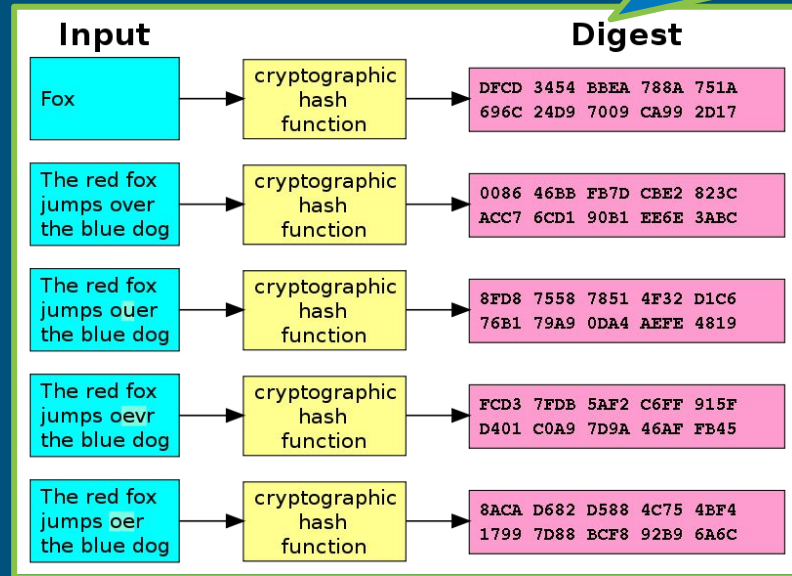 Input
Digest
Fox
cryptographic
hash
function
DFCD 3454 BBEA 788A 751A
696C 24D9 7009 CA99 2D17
The red fox
jumps over
the blue dog
cryptographic
hash
function
0086 46BB FB7D CBE2 823C
ACC7 6CD1 90B1 EE6E 3ABC
The red fox
jumps ouer
the blue dog
cryptographic
hash
function
8FD8 7558 7851 4F32 D1C6
76B1 79A9 0DA4 AEFE 4819
The red fox
jumps oevr
the blue dog
cryptographic
hash
function
FCD3 7FDB 5AF2 C6FF 915F
D401 C0A9 7D9A 46AF FB45
The red fox
jumps oer
the blue dog
cryptographic
hash
function
8ACA D682 D588 4C75 4BF4
1799 7D88 BCF8 92B9 6A6C